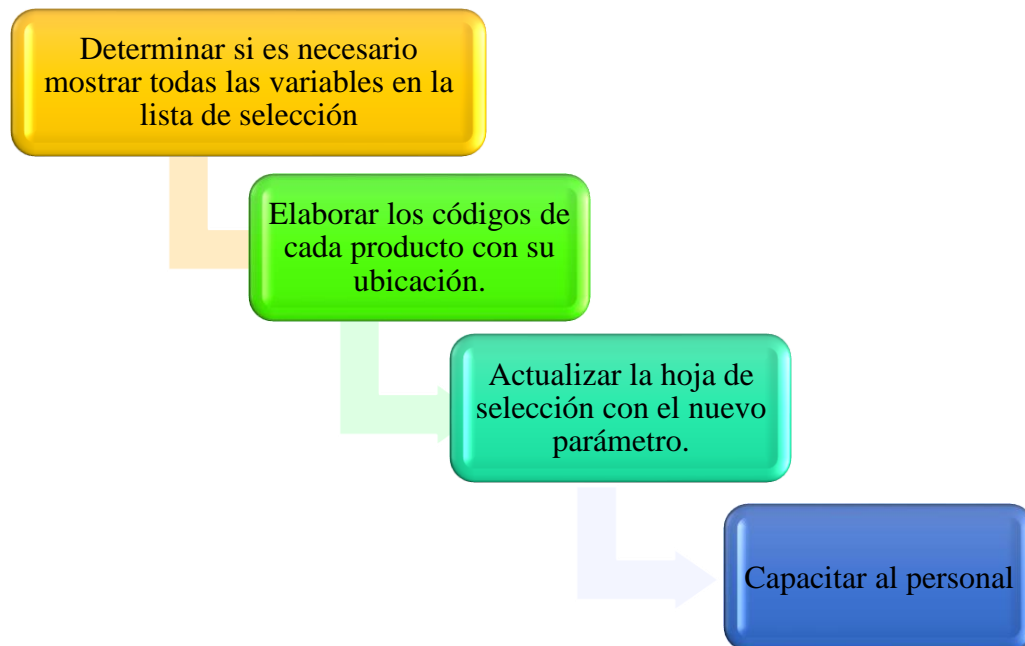 Determinar si es necesario
mostrar todas las variables en la
lista de selección
Elaborar los códigos de
cada producto con su
ubicación.
Actualizar la hoja de
selección con el nuevo
parámetro.
Capacitar al personal